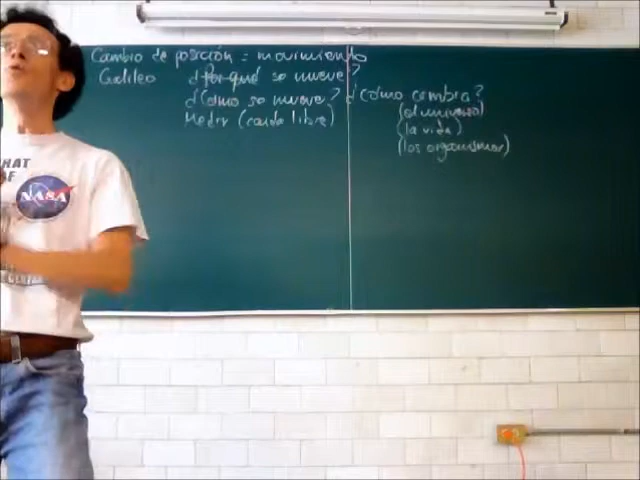 Cambio de posición = movimiento
Galileo ¿Por qué se mueve?
¿Cómo se mueve? ¿Cómo cambia?
Medir (caída libre)
(el universo)
(la vida)
(los organismos)
NASA